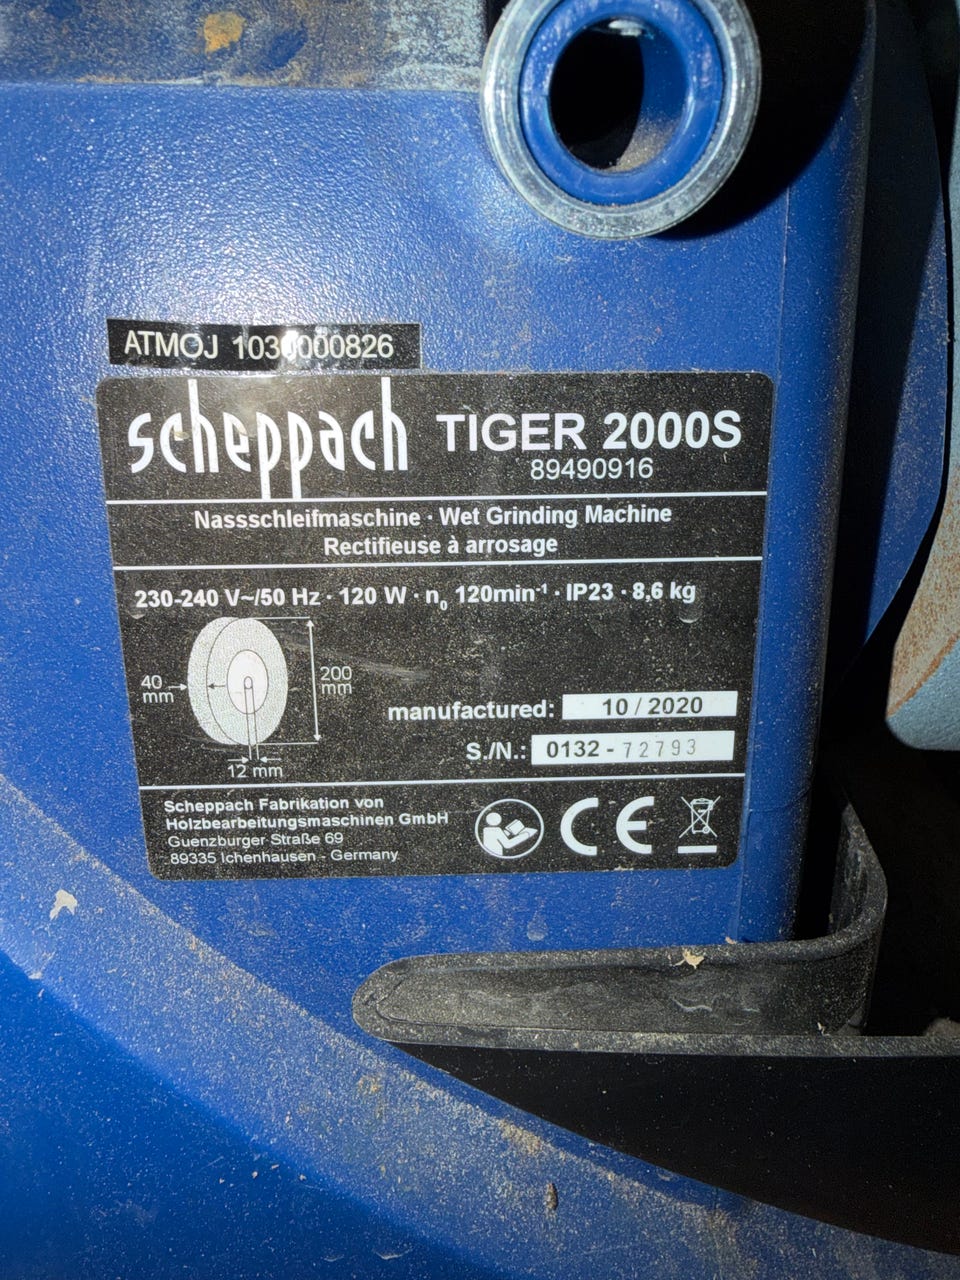 ATMOJ 1030000826
scheppach TIGER 2000S
89490916
Nassschleifmaschine · Wet Grinding Machine
Rectifieuse à arrosage
230-240 V~/50 Hz · 120 W · n₀ 120min⁻¹ · IP23 · 8,6 kg
40 mm
200 mm
12 mm
manufactured: 10 / 2020
S./N.: 0132 - 72793
Scheppach Fabrikation von
Holzbearbeitungsmaschinen GmbH
Guenzburger Straße 69
89335 Ichenhausen - Germany
CE